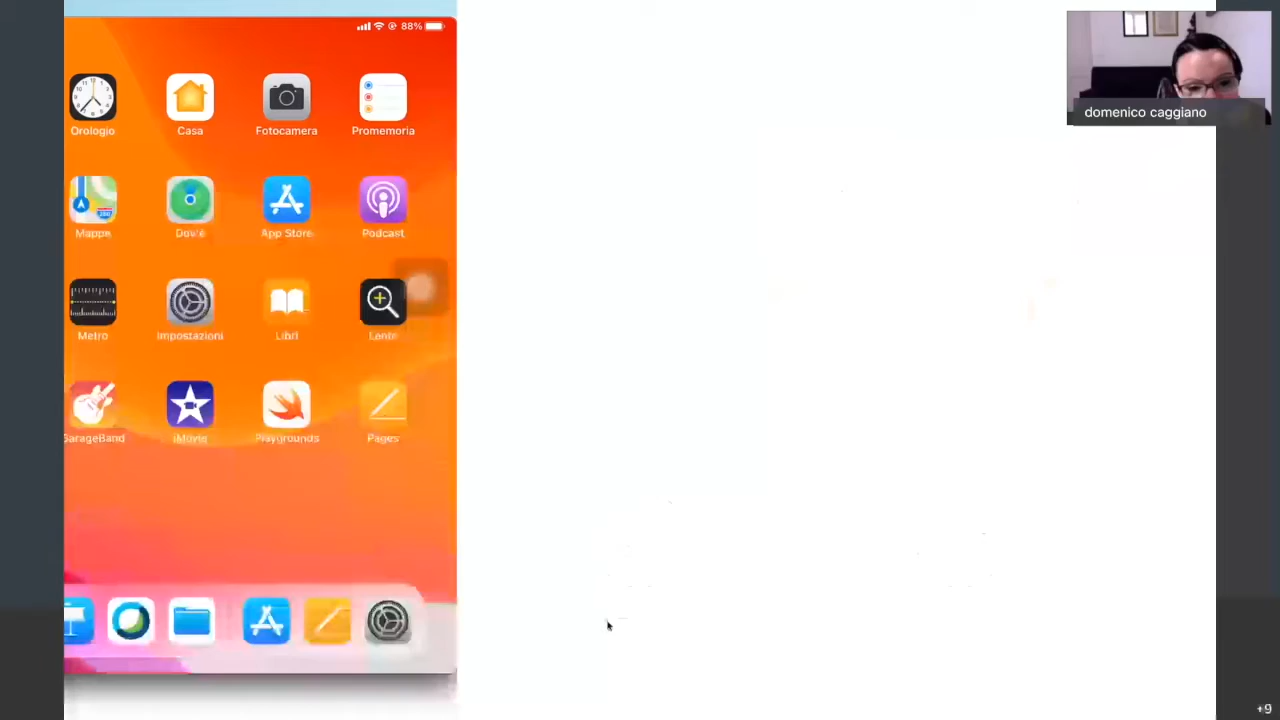 88%
domenico caggiano
Orologio Casa Fotocamera Promemoria
Mappe Dov'è App Store Podcast
Metro Impostazioni Libri Lente
GarageBand iMovie Playgrounds Pages
+9